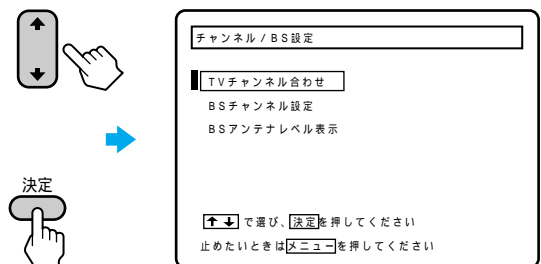 チャンネル/BS設定
TVチャンネル合わせ
BSチャンネル設定
BSアンテナレベル表示
決定
↑↓で選び、決定を押してください
止めたいときはメニューを押してください